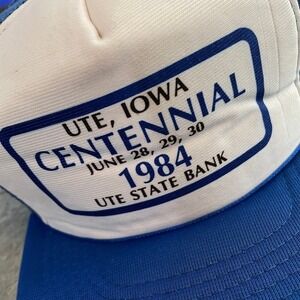 UTE, IOWA
CENTENNIAL
JUNE 28, 29, 30
1984
UTE STATE BANK